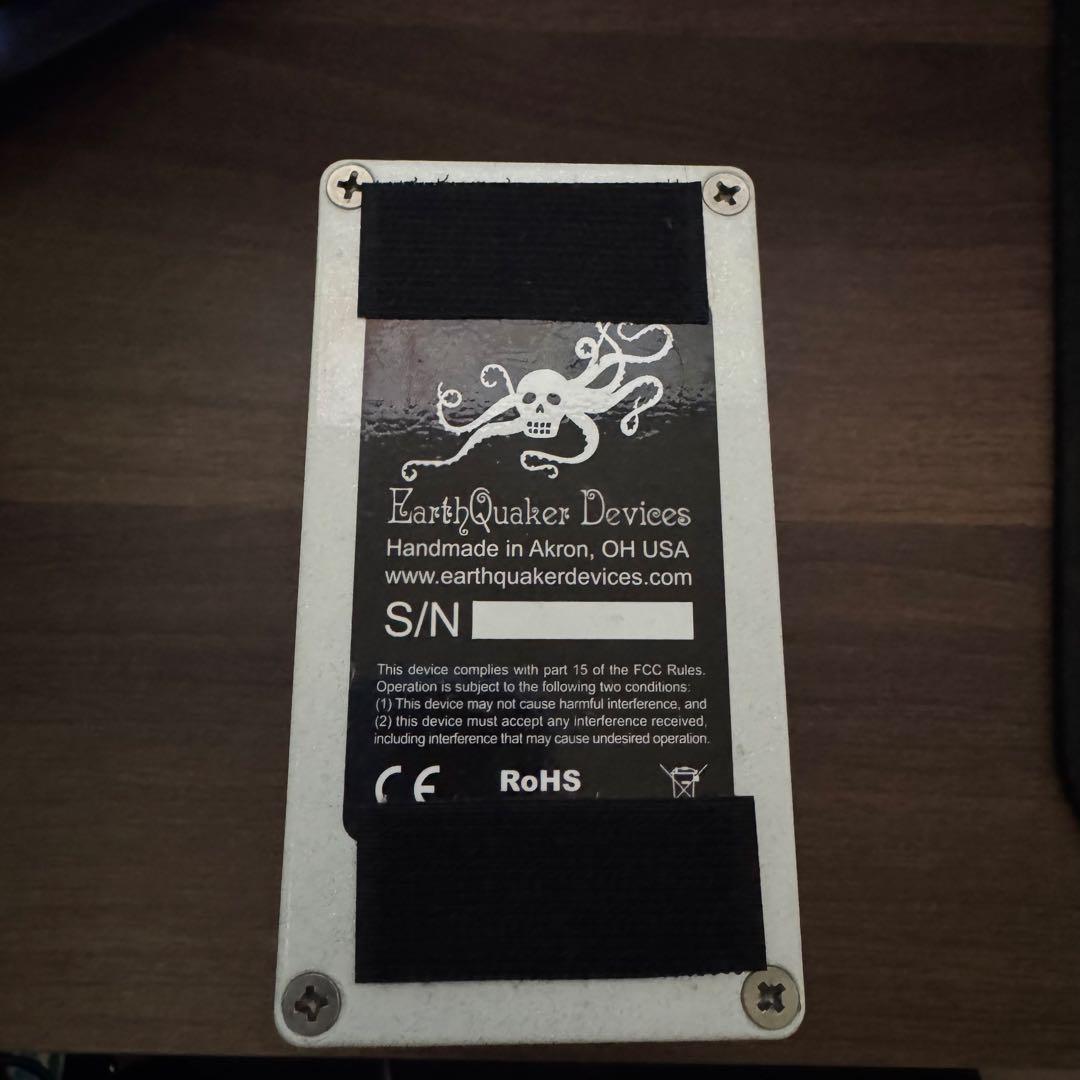 EarthQuaker Devices
Handmade in Akron, OH USA
www.earthquakerdevices.com
S/N
This device complies with part 15 of the FCC Rules.
Operation is subject to the following two conditions:
(1) This device may not cause harmful interference, and
(2) this device must accept any interference received,
including interference that may cause undesired operation.
CE RoHS